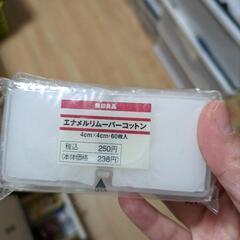 無印良品
エナメルリムーバーコットン
4cm×4cm・60枚入
税込 250円
(本体価格 238円)